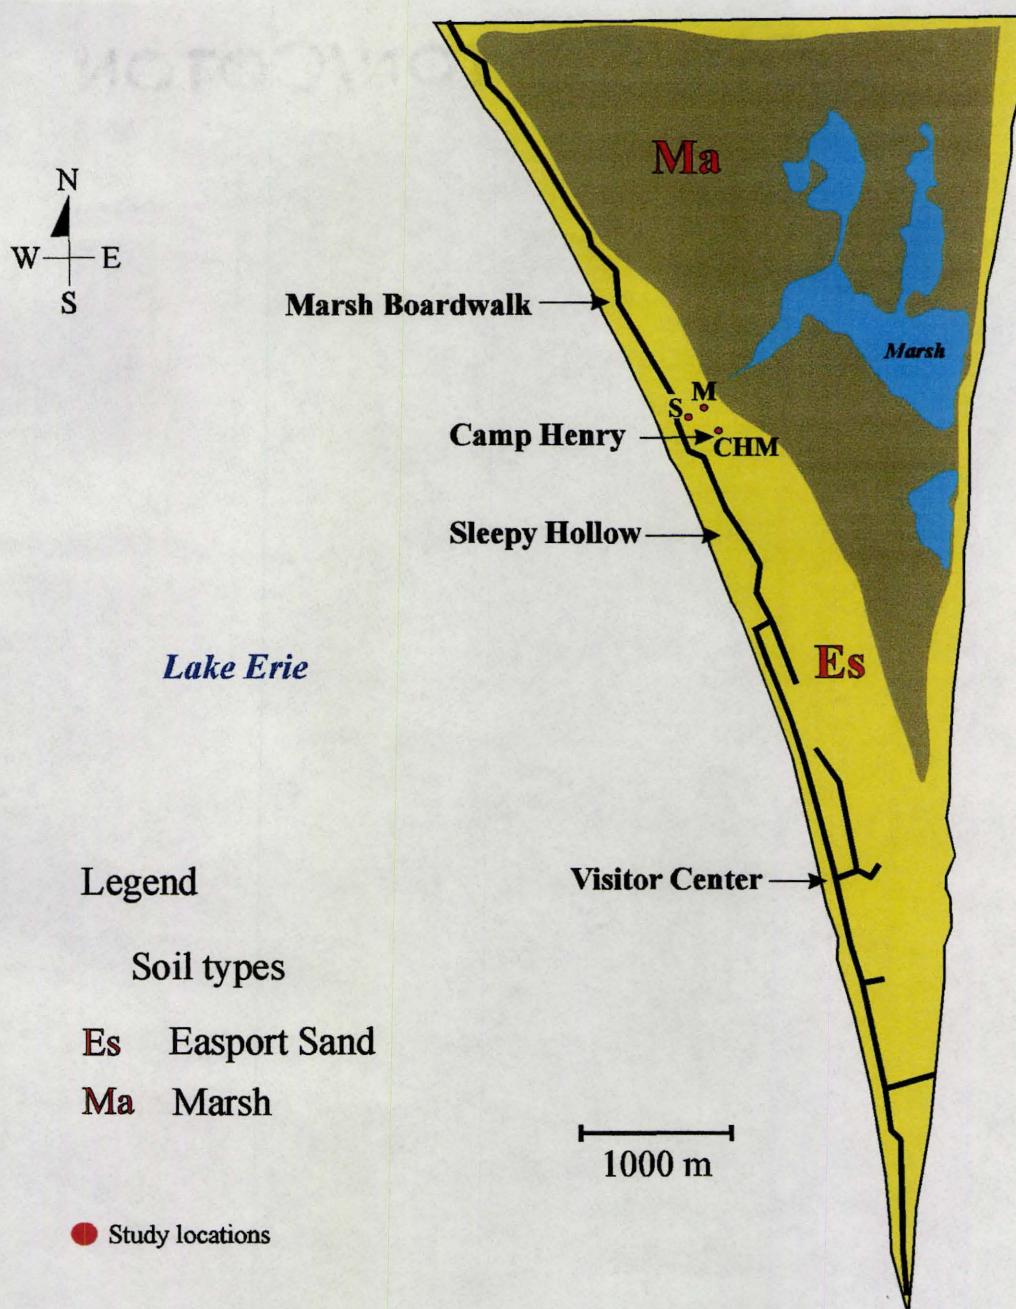 Ma
N
W E
S
Marsh Boardwalk
Marsh
M
S
Camp Henry
CHM
Sleepy Hollow
Lake Erie
Es
Legend
Visitor Center
Soil types
Es Easport Sand
Ma Marsh
1000 m
Study locations